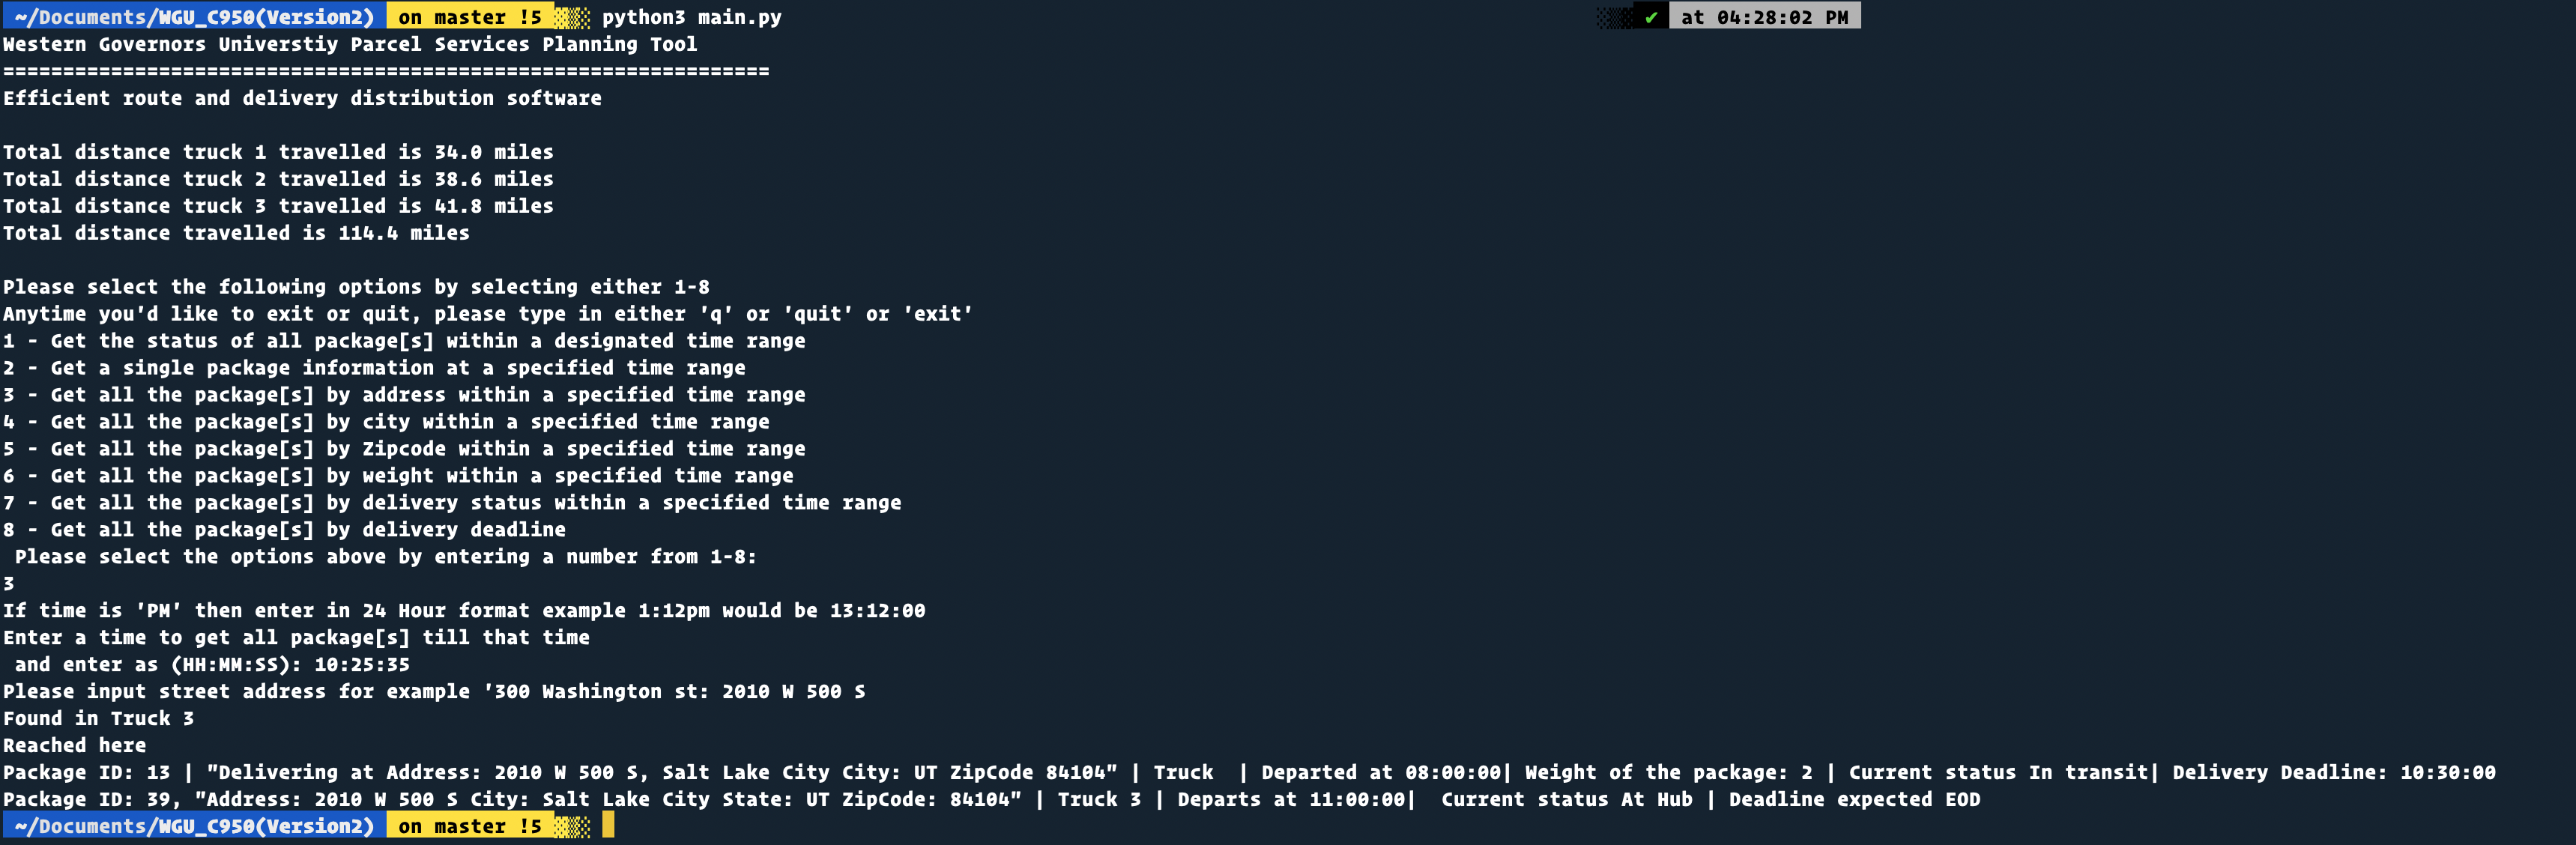 ~/Documents/WGU_C950(Version2) on master !5 python3 main.py ✔ at 04:28:02 PM
Western Governors Universtiy Parcel Services Planning Tool
================================================================
Efficient route and delivery distribution software
Total distance truck 1 travelled is 34.0 miles
Total distance truck 2 travelled is 38.6 miles
Total distance truck 3 travelled is 41.8 miles
Total distance travelled is 114.4 miles
Please select the following options by selecting either 1-8
Anytime you'd like to exit or quit, please type in either 'q' or 'quit' or 'exit'
1 - Get the status of all package[s] within a designated time range
2 - Get a single package information at a specified time range
3 - Get all the package[s] by address within a specified time range
4 - Get all the package[s] by city within a specified time range
5 - Get all the package[s] by Zipcode within a specified time range
6 - Get all the package[s] by weight within a specified time range
7 - Get all the package[s] by delivery status within a specified time range
8 - Get all the package[s] by delivery deadline
Please select the options above by entering a number from 1-8:
3
If time is 'PM' then enter in 24 Hour format example 1:12pm would be 13:12:00
Enter a time to get all package[s] till that time
and enter as (HH:MM:SS): 10:25:35
Please input street address for example '300 Washington st: 2010 W 500 S
Found in Truck 3
Reached here
Package ID: 13 | "Delivering at Address: 2010 W 500 S, Salt Lake City City: UT ZipCode 84104" | Truck  | Departed at 08:00:00| Weight of the package: 2 | Current status In transit| Delivery Deadline: 10:30:00
Package ID: 39, "Address: 2010 W 500 S City: Salt Lake City State: UT ZipCode: 84104" | Truck 3 | Departs at 11:00:00|  Current status At Hub | Deadline expected EOD
~/Documents/WGU_C950(Version2) on master !5